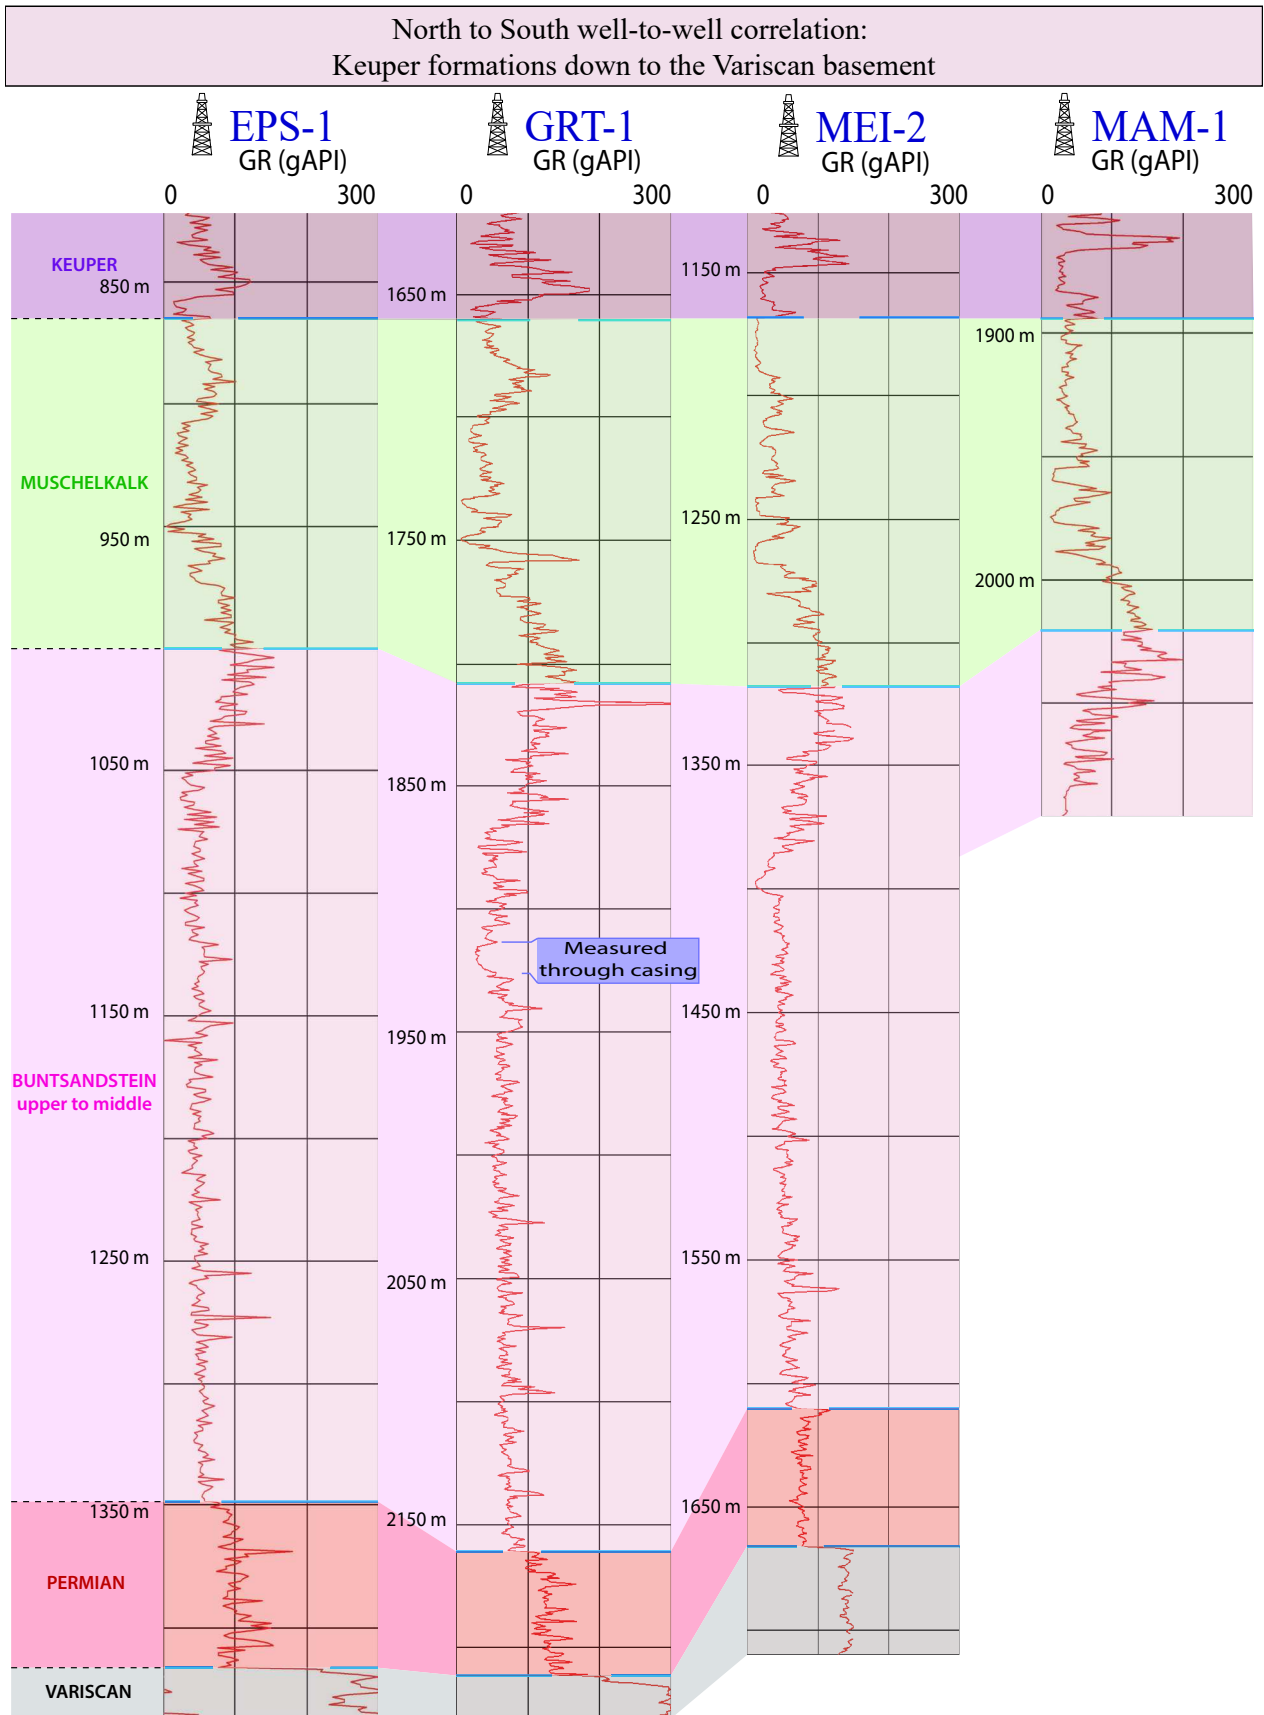 North to South well-to-well correlation:
Keuper formations down to the Variscan basement
EPS-1
GR (gAPI)
0 300
GRT-1
GR (gAPI)
0 300
MEI-2
GR (gAPI)
0 300
MAM-1
GR (gAPI)
0 300
KEUPER
850 m
MUSCHELKALK
950 m
1050 m
1150 m
BUNTSANDSTEIN
upper to middle
1250 m
1350 m
PERMIAN
VARISCAN
1650 m
1750 m
1850 m
Measured
through casing
1950 m
2050 m
2150 m
1150 m
1250 m
1350 m
1450 m
1550 m
1650 m
1900 m
2000 m